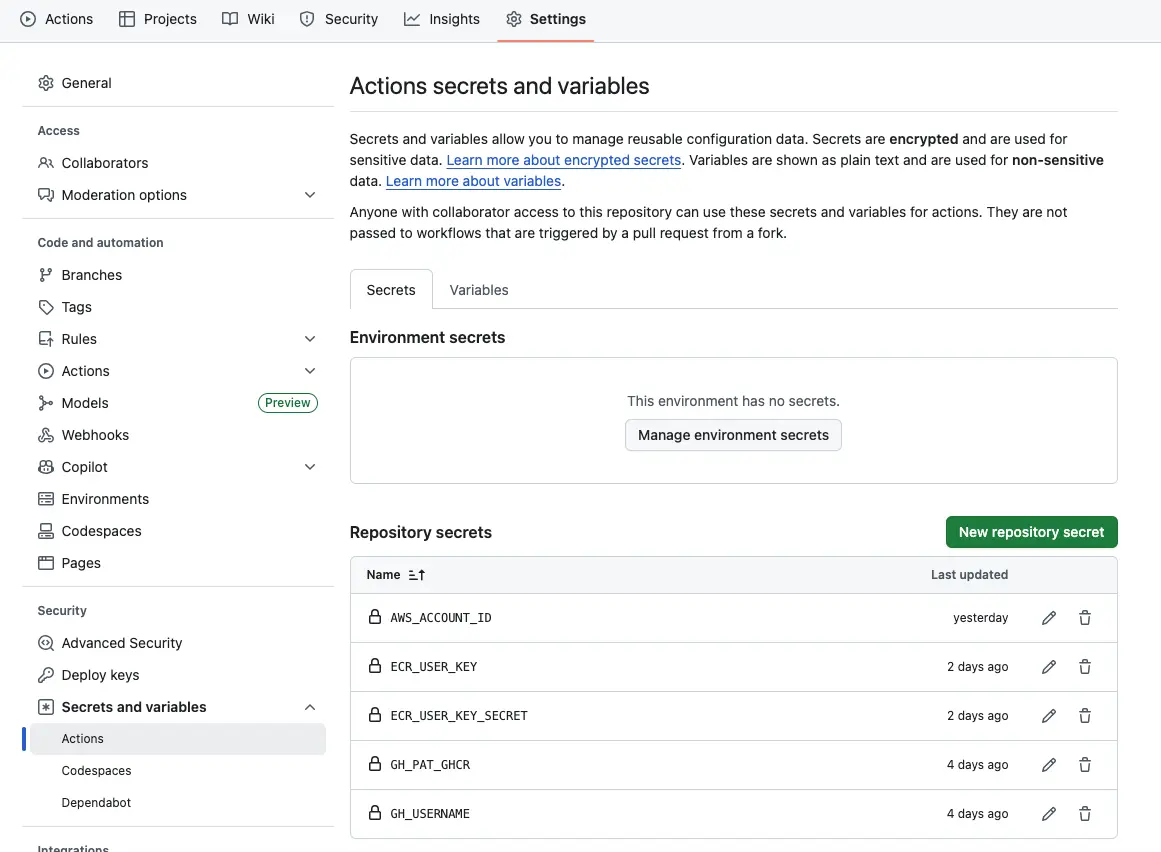 Actions
Projects
Wiki
Security
Insights
Settings
General
Access
Collaborators
Moderation options
Code and automation
Branches
Tags
Rules
Actions
Models
Preview
Webhooks
Copilot
Environments
Codespaces
Pages
Security
Advanced Security
Deploy keys
Secrets and variables
Actions
Codespaces
Dependabot
Integrations
Actions secrets and variables
Secrets and variables allow you to manage reusable configuration data. Secrets are encrypted and are used for
sensitive data. Learn more about encrypted secrets. Variables are shown as plain text and are used for non-sensitive
data. Learn more about variables.
Anyone with collaborator access to this repository can use these secrets and variables for actions. They are not
passed to workflows that are triggered by a pull request from a fork.
Secrets
Variables
Environment secrets
This environment has no secrets.
Manage environment secrets
Repository secrets
New repository secret
Name
Last updated
AWS_ACCOUNT_ID yesterday
ECR_USER_KEY 2 days ago
ECR_USER_KEY_SECRET 2 days ago
GH_PAT_GHCR 4 days ago
GH_USERNAME 4 days ago